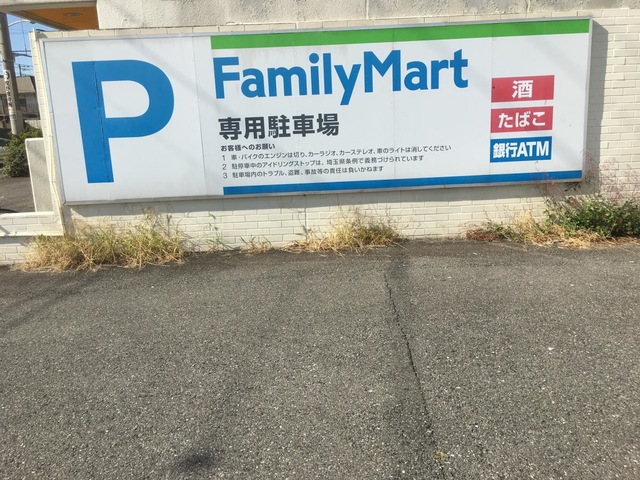 P
FamilyMart
専用駐車場
お客様へのお願い
1 車・バイクのエンジンは切り、カーラジオ、カーステレオ、車のライトは消してください
2 駐停車中のアイドリングストップは、埼玉県条例で義務づけられています
3 駐車場内のトラブル、盗難、事故等の責任は負いかねます
酒
たばこ
銀行ATM